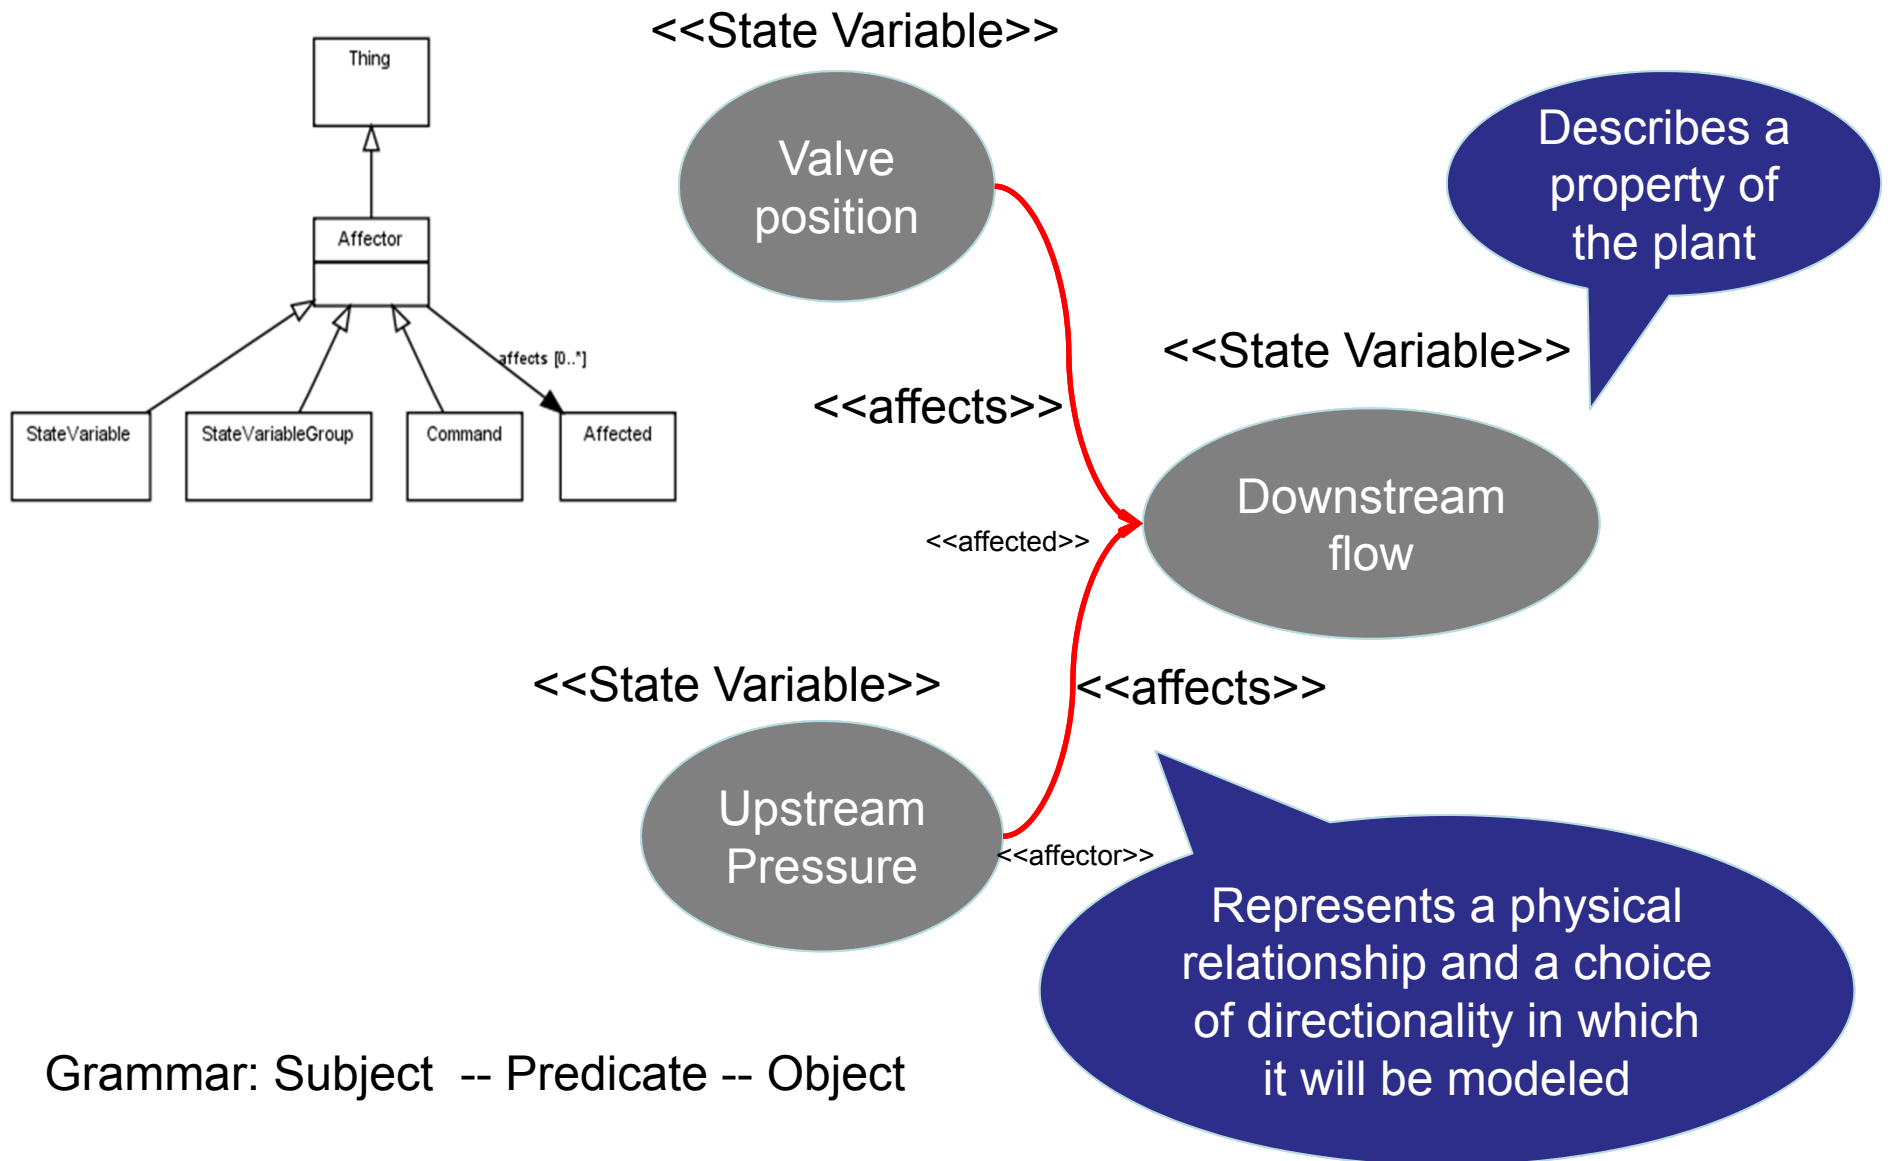 <<State Variable>>
Thing
Valve
position
Describes a
property of
the plant
Affector
affects [0..*]
<<State Variable>>
<<affects>>
StateVariable
StateVariableGroup
Command
Affected
Downstream
flow
<<affected>>
<<State Variable>>
<<affects>>
Upstream
Pressure
<<affector>>
Represents a physical
relationship and a choice
of directionality in which
it will be modeled
Grammar: Subject -- Predicate -- Object